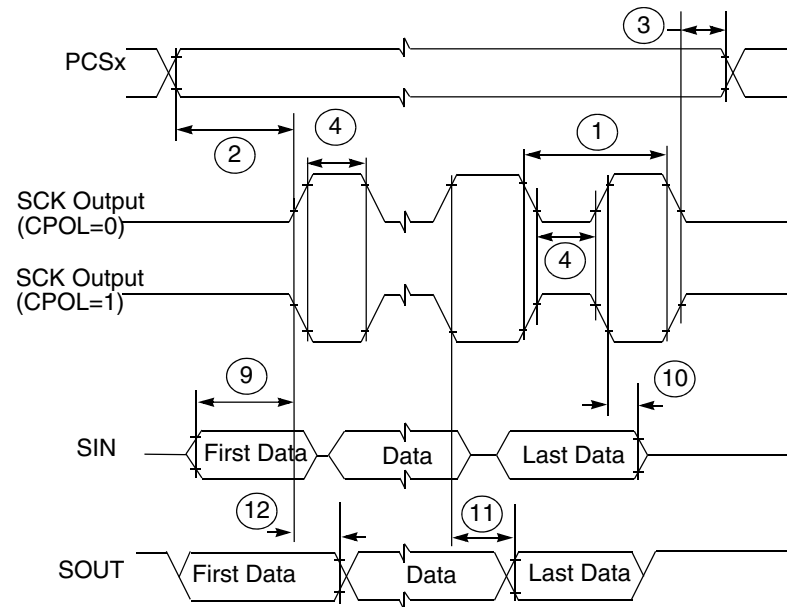 3
PCSx
2
4
1
SCK Output
(CPOL=0)
4
SCK Output
(CPOL=1)
9
10
SIN
First Data
Data
Last Data
12
11
SOUT
First Data
Data
Last Data